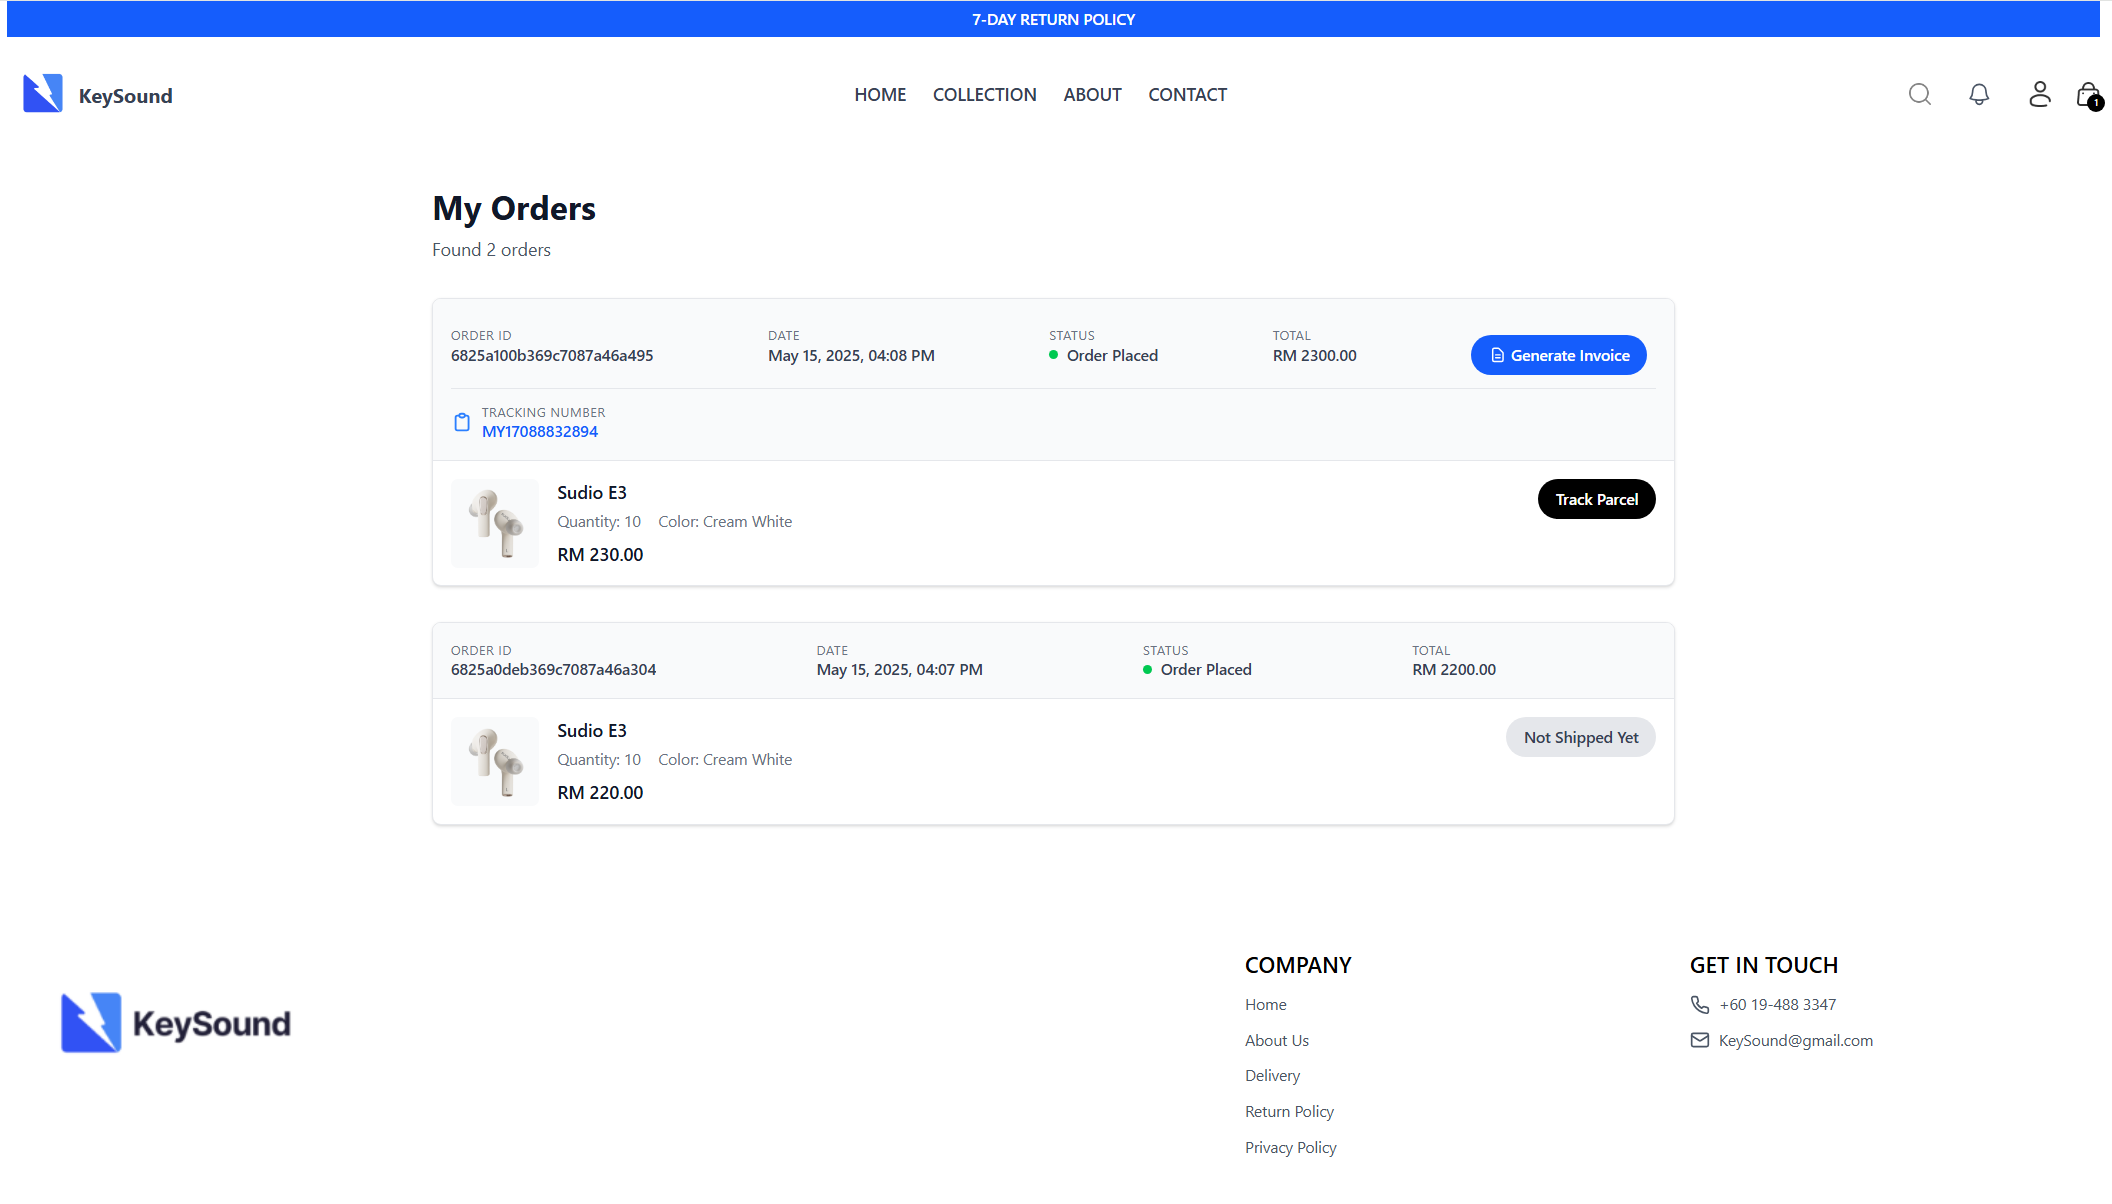 7-DAY RETURN POLICY
KeySound
HOME COLLECTION ABOUT CONTACT
1
My Orders
Found 2 orders
ORDER ID DATE STATUS TOTAL
6825a100b369c7087a46a495 May 15, 2025, 04:08 PM Order Placed RM 2300.00 Generate Invoice
TRACKING NUMBER
MY17088832894
Sudio E3
Track Parcel
Quantity: 10 Color: Cream White
RM 230.00
ORDER ID DATE STATUS TOTAL
6825a0deb369c7087a46a304 May 15, 2025, 04:07 PM Order Placed RM 2200.00
Sudio E3
Not Shipped Yet
Quantity: 10 Color: Cream White
RM 220.00
KeySound
COMPANY
Home
About Us
Delivery
Return Policy
Privacy Policy
GET IN TOUCH
+60 19-488 3347
KeySound@gmail.com